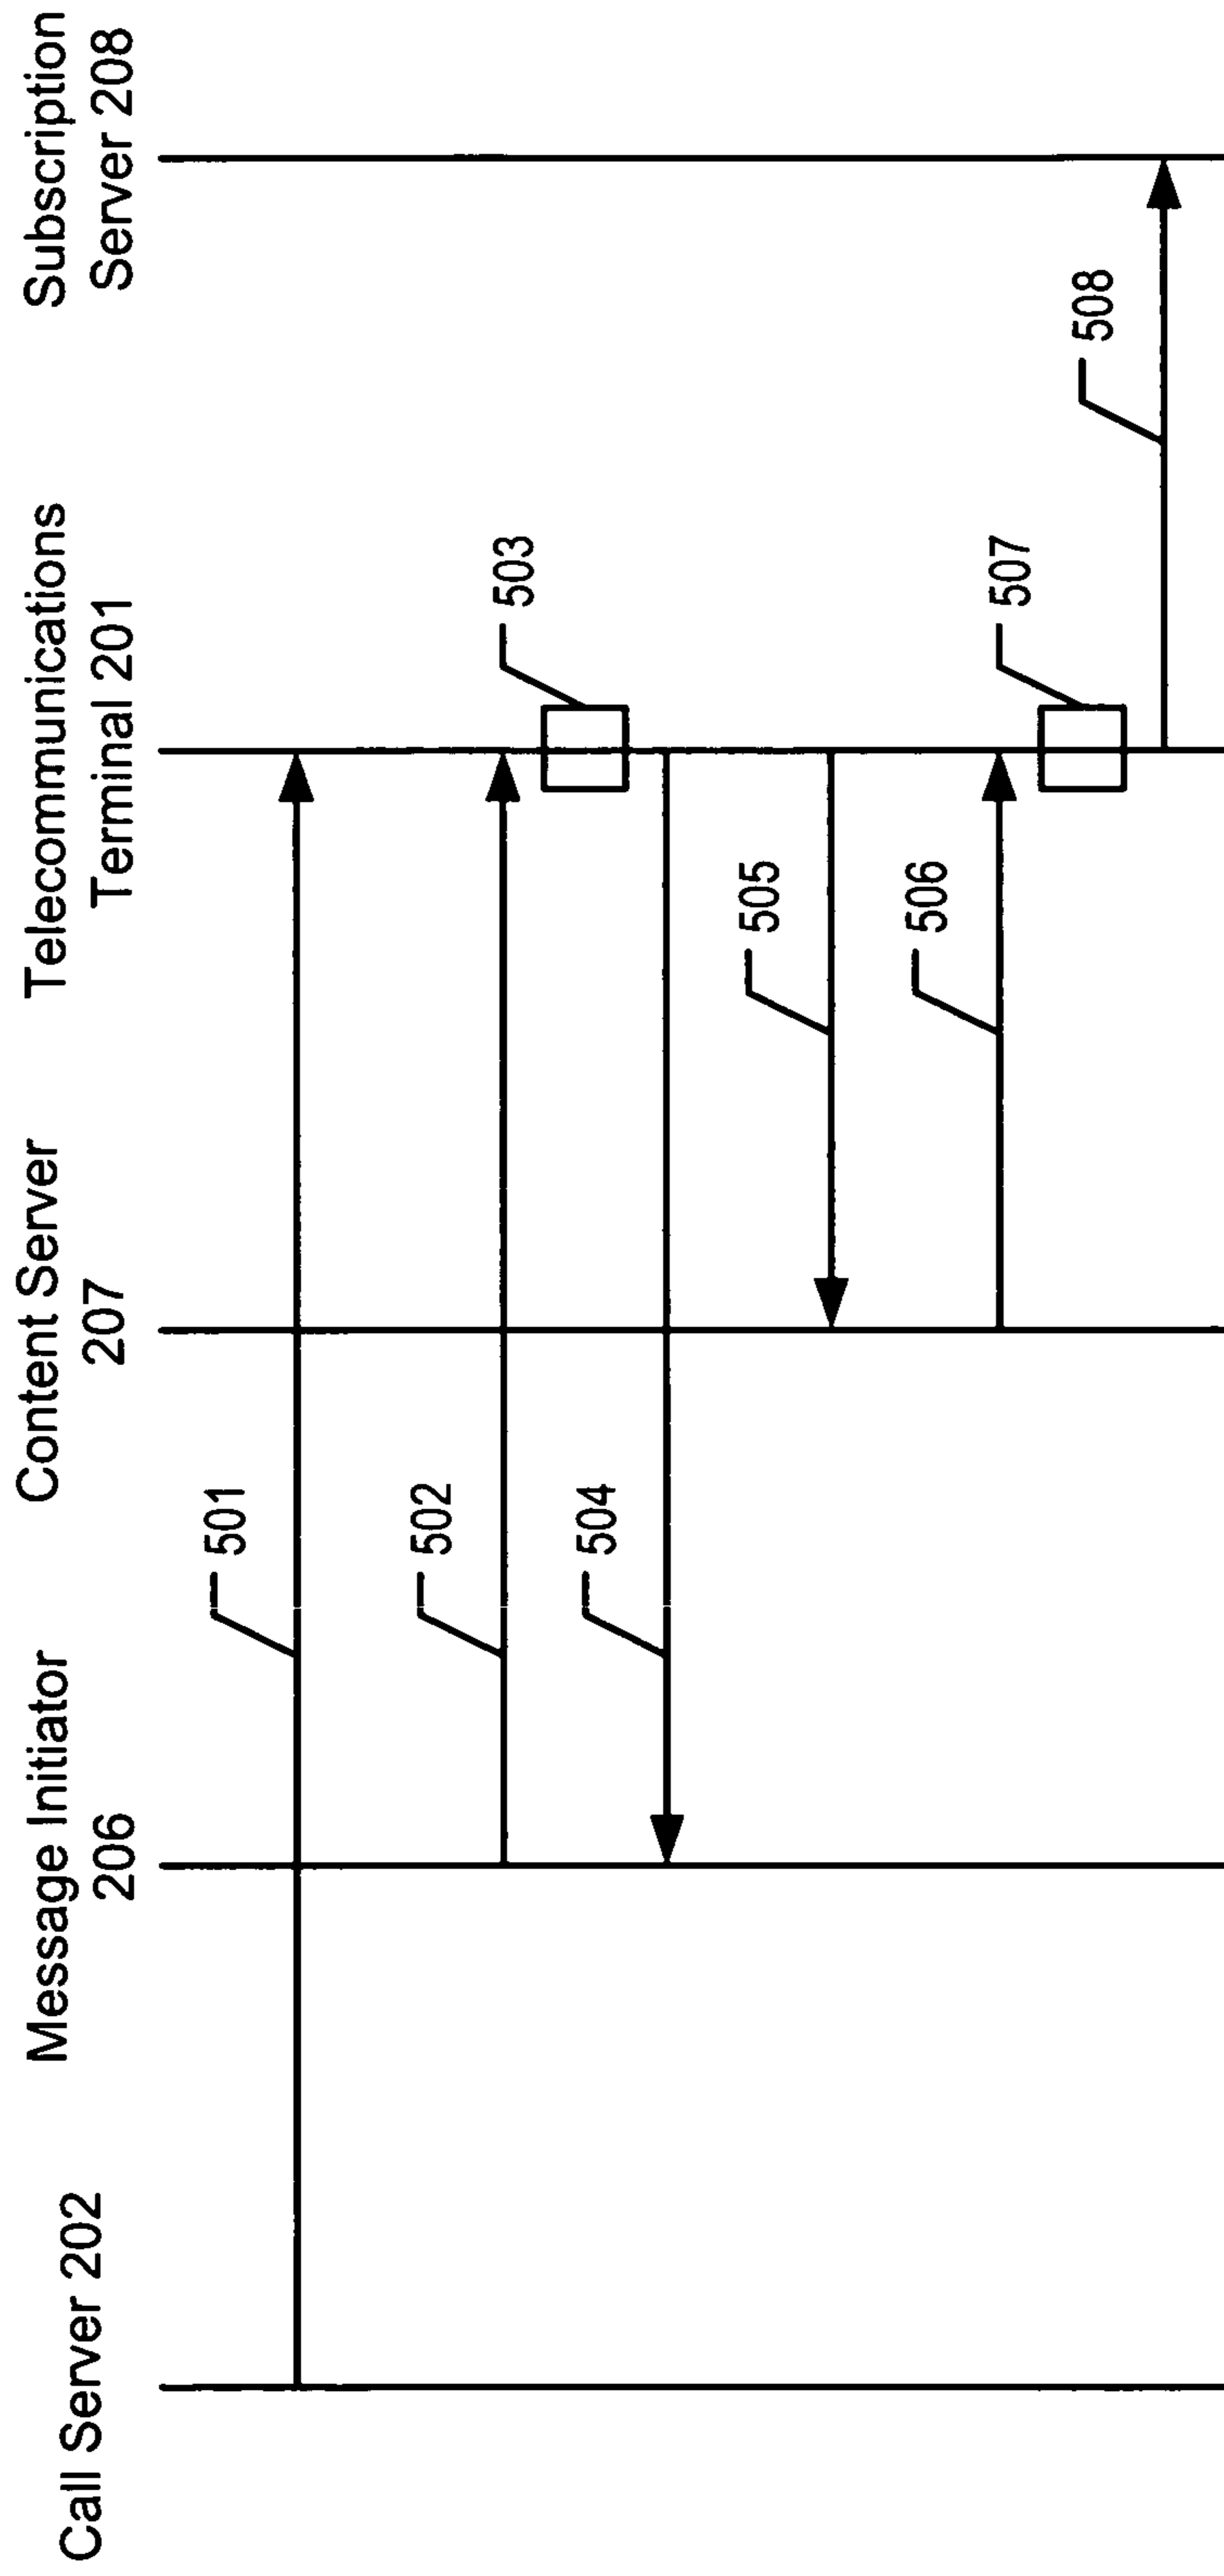 Call Server 202
Message Initiator
206
Content Server
207
Telecommunications
Terminal 201
Subscription
Server 208
501
502
503
504
505
506
507
508